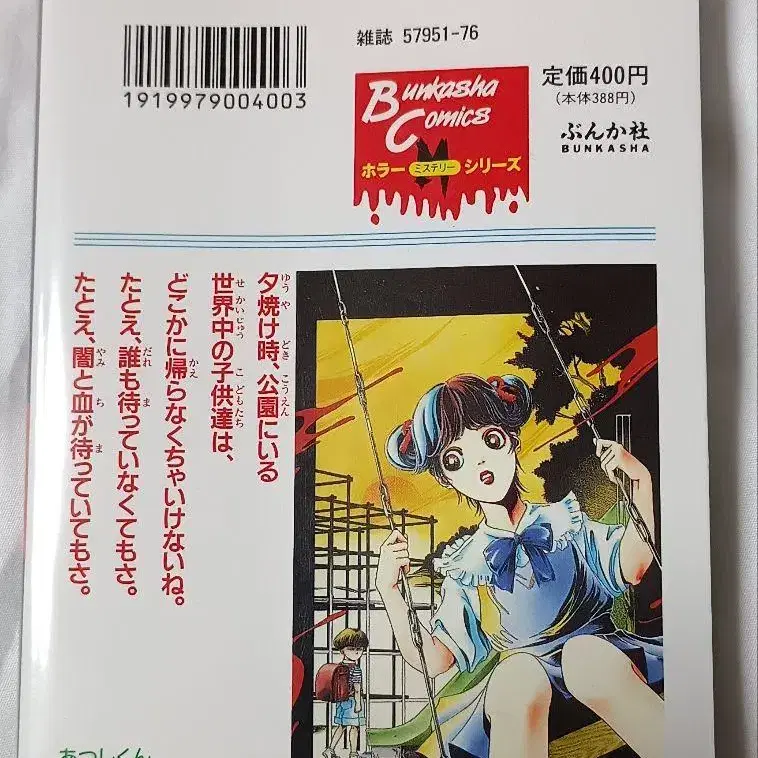 雑誌 57951-76
1919979004003
定価400円
(本体388円)
ぶんか社
BUNKASHA
Bunkasha
Comics
ホラー M ミステリー シリーズ
夕焼け時、公園にいる
世界中の子供達は、
どこかに帰らなくちゃいけないね。
たとえ、誰も待っていなくてもさ。
たとえ、闇と血が待っていてもさ。
あつしくん